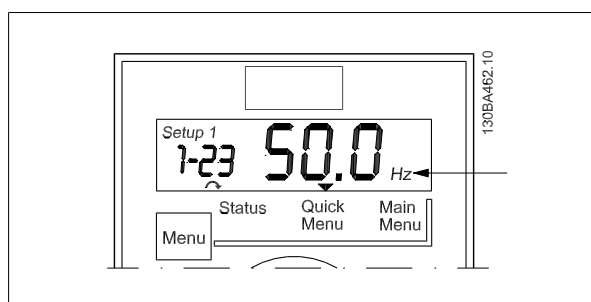 130BA462.10
Setup 1
1-23 50.0 Hz
Status Quick Menu Main Menu
Menu